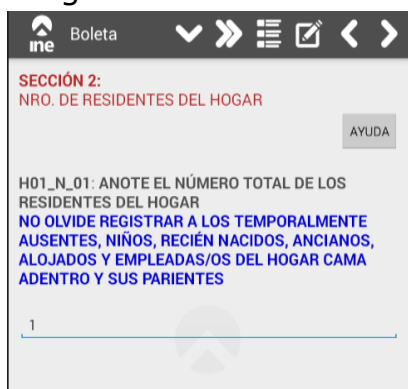 ine Boleta
SECCIÓN 2:
NRO. DE RESIDENTES DEL HOGAR
AYUDA
H01_N_01: ANOTE EL NÚMERO TOTAL DE LOS
RESIDENTES DEL HOGAR
NO OLVIDE REGISTRAR A LOS TEMPORALMENTE
AUSENTES, NIÑOS, RECIÉN NACIDOS, ANCIANOS,
ALOJADOS Y EMPLEADAS/OS DEL HOGAR CAMA
ADENTRO Y SUS PARIENTES
1